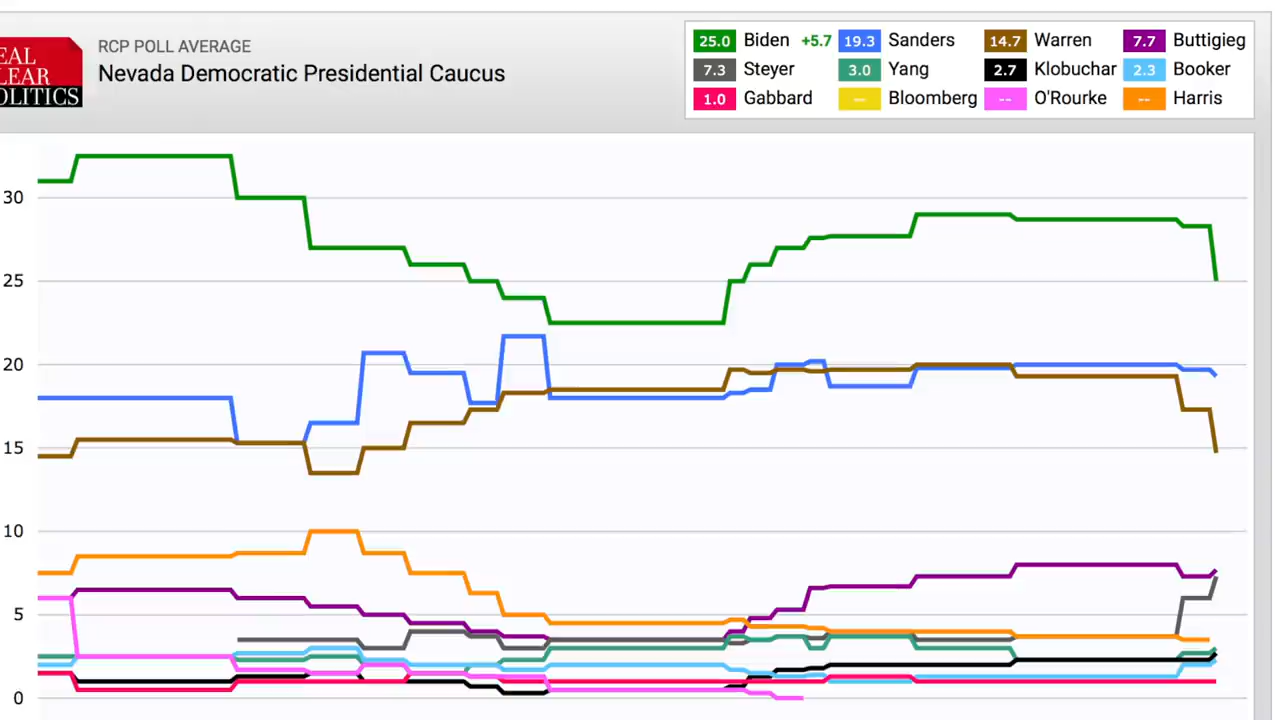 EAL
LEAR
OLITICS
RCP POLL AVERAGE
Nevada Democratic Presidential Caucus
25.0 Biden +5.7 19.3 Sanders 14.7 Warren 7.7 Buttigieg
7.3 Steyer 3.0 Yang 2.7 Klobuchar 2.3 Booker
1.0 Gabbard -- Bloomberg -- O'Rourke -- Harris
30
25
20
15
10
5
0